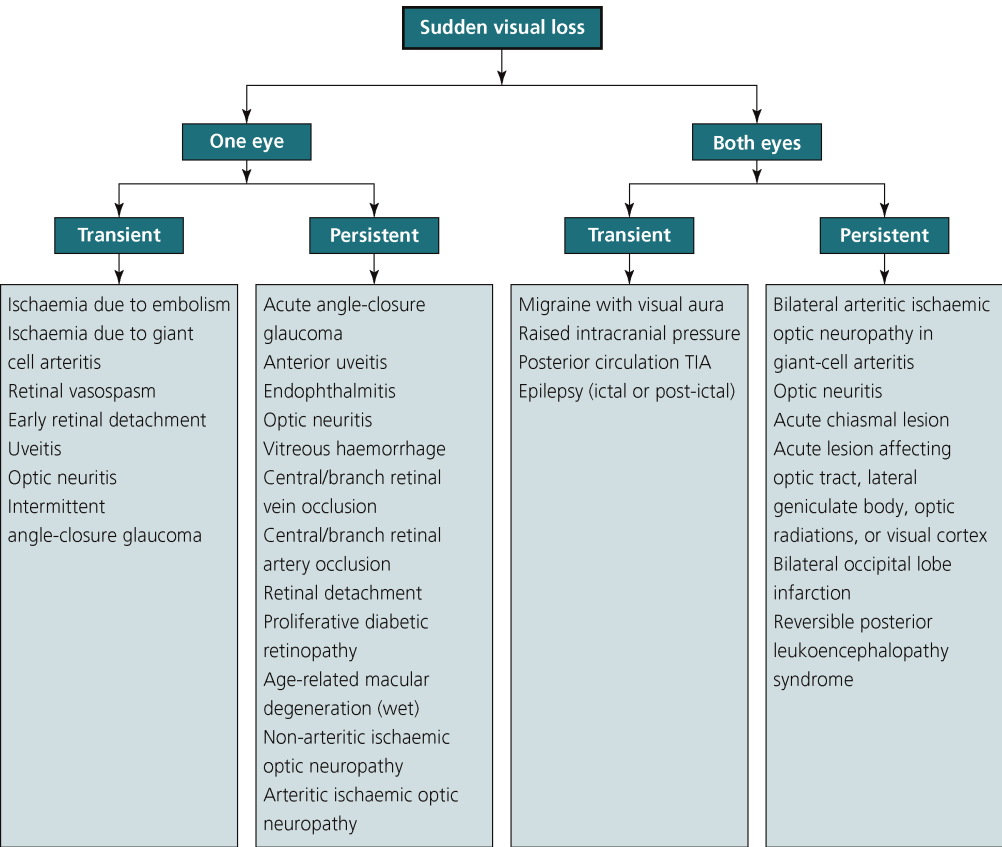 Sudden visual loss
One eye
Both eyes
Transient
Persistent
Transient
Persistent
Ischaemia due to embolism
Ischaemia due to giant
cell arteritis
Retinal vasospasm
Early retinal detachment
Uveitis
Optic neuritis
Intermittent
angle-closure glaucoma
Acute angle-closure
glaucoma
Anterior uveitis
Endophthalmitis
Optic neuritis
Vitreous haemorrhage
Central/branch retinal
vein occlusion
Central/branch retinal
artery occlusion
Retinal detachment
Proliferative diabetic
retinopathy
Age-related macular
degeneration (wet)
Non-arteritic ischaemic
optic neuropathy
Arteritic ischaemic optic
neuropathy
Migraine with visual aura
Raised intracranial pressure
Posterior circulation TIA
Epilepsy (ictal or post-ictal)
Bilateral arteritic ischaemic
optic neuropathy in
giant-cell arteritis
Optic neuritis
Acute chiasmal lesion
Acute lesion affecting
optic tract, lateral
geniculate body, optic
radiations, or visual cortex
Bilateral occipital lobe
infarction
Reversible posterior
leukoencephalopathy
syndrome